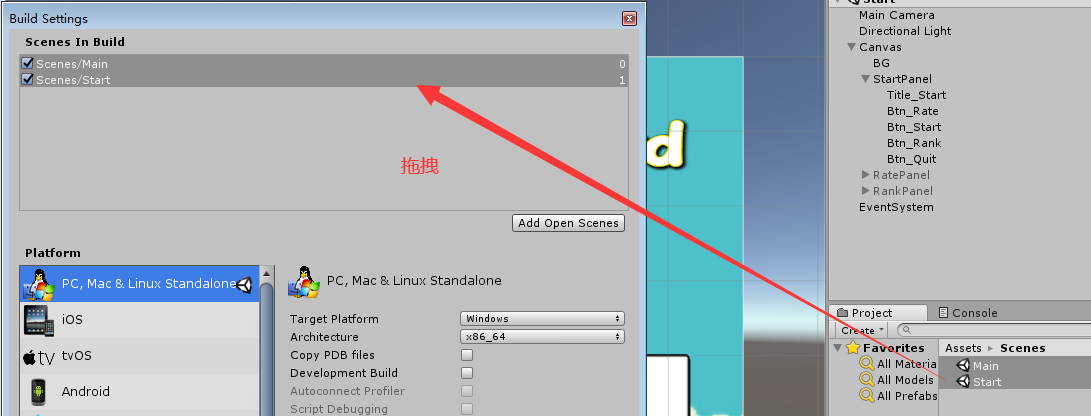 Build Settings
Scenes In Build
Scenes/Main 0
Scenes/Start 1
拖拽
Add Open Scenes
Platform
PC, Mac & Linux Standalone
iOS
tvOS
Android
PC, Mac & Linux Standalone
Target Platform Windows
Architecture x86_64
Copy PDB files
Development Build
Autoconnect Profiler
Script Debugging
d
Start
Main Camera
Directional Light
Canvas
BG
StartPanel
Title_Start
Btn_Rate
Btn_Start
Btn_Rank
Btn_Quit
RatePanel
RankPanel
EventSystem
Project Console
Create
Favorites
All Materia
All Models
All Prefabs
Assets Scenes
Main
Start